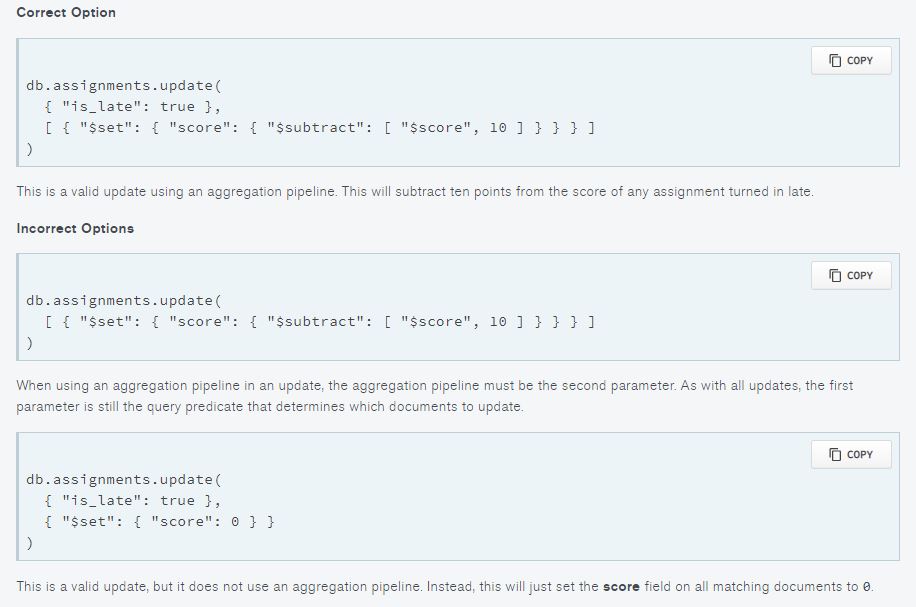 Correct Option
COPY
db.assignments.update(
{ "is_late": true },
[ { "$set": { "score": { "$subtract": [ "$score", 10 ] } } } ]
)
This is a valid update using an aggregation pipeline. This will subtract ten points from the score of any assignment turned in late.
Incorrect Options
COPY
db.assignments.update(
[ { "$set": { "score": { "$subtract": [ "$score", 10 ] } } } ]
)
When using an aggregation pipeline in an update, the aggregation pipeline must be the second parameter. As with all updates, the first
parameter is still the query predicate that determines which documents to update.
COPY
db.assignments.update(
{ "is_late": true },
{ "$set": { "score": 0 } }
)
This is a valid update, but it does not use an aggregation pipeline. Instead, this will just set the score field on all matching documents to 0.